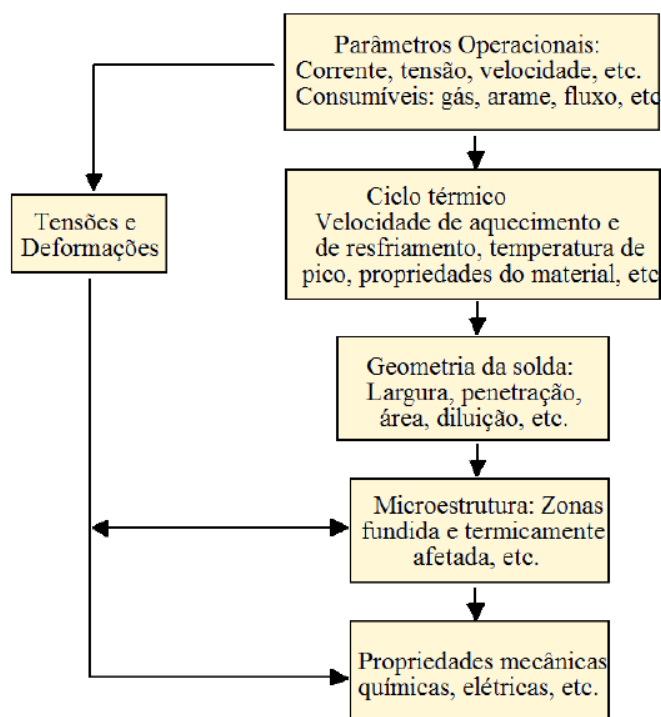 Parâmetros Operacionais:
Corrente, tensão, velocidade, etc.
Consumíveis: gás, arame, fluxo, etc
Ciclo térmico
Velocidade de aquecimento e
de resfriamento, temperatura de
pico, propriedades do material, etc
Tensões e
Deformações
Geometria da solda:
Largura, penetração,
área, diluição, etc.
Microestrutura: Zonas
fundida e termicamente
afetada, etc.
Propriedades mecânicas
químicas, elétricas, etc.